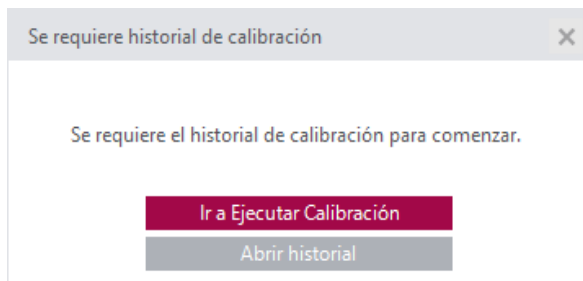 Se requiere historial de calibración
Se requiere el historial de calibración para comenzar.
Ir a Ejecutar Calibración
Abrir historial